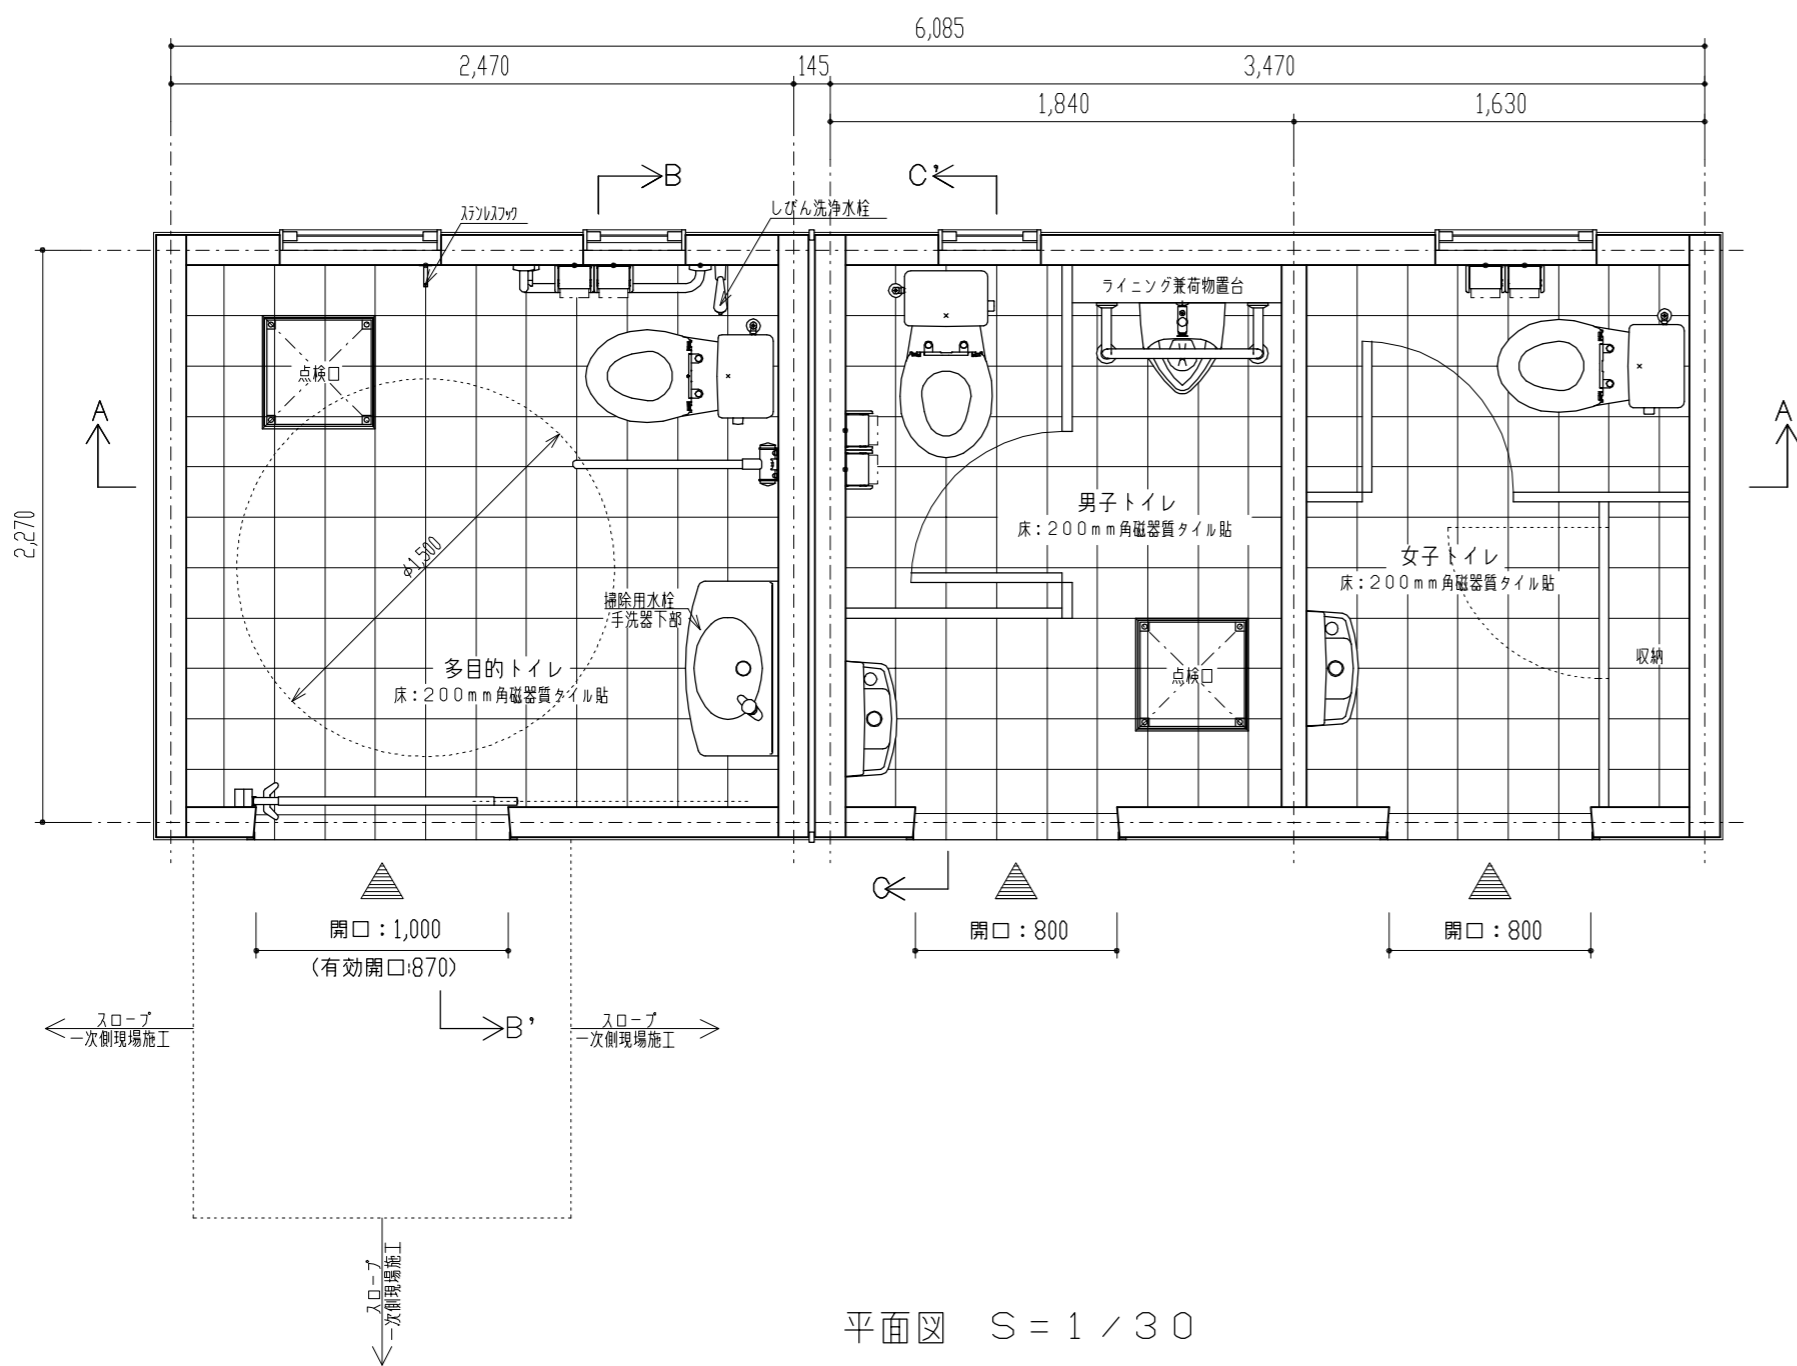 6,085
2,470
145
3,470
1,840
1,630
B
C'
ステンレスフック
しびん洗浄水栓
ライニング兼荷物置台
点検口
A
A
2,270
男子トイレ
床：200mm角磁器質タイル貼
女子トイレ
床：200mm角磁器質タイル貼
φ1,500
掃除用水栓
手洗器下部
多目的トイレ
床：200mm角磁器質タイル貼
点検口
収納
C
開口：1,000
(有効開口:870)
開口：800
開口：800
B'
スロープ
一次側現場施工
スロープ
一次側現場施工
スロープ
一次側現場施工
平面図 S=1/30